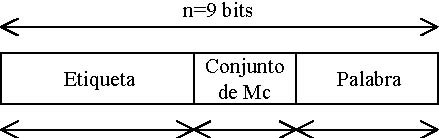 n=9 bits
Etiqueta
Conjunto
de Mc
Palabra